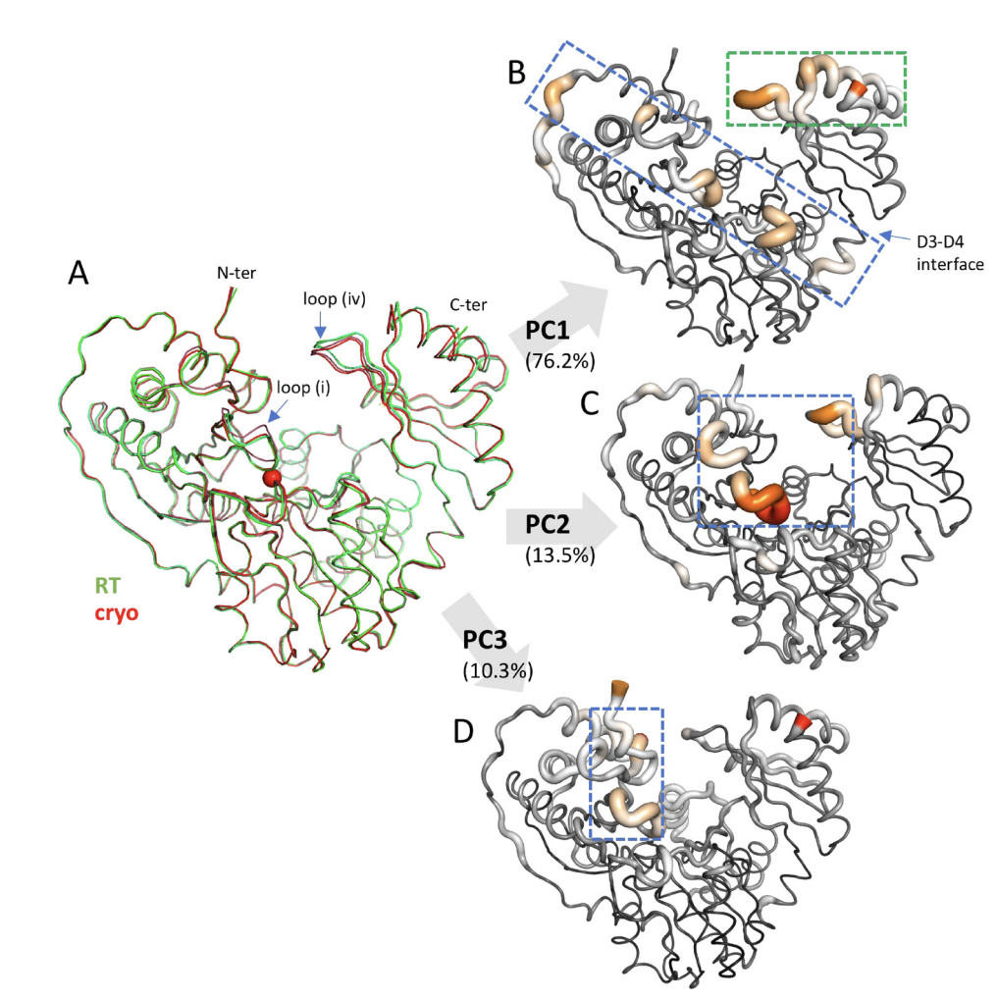 A
N-ter
loop (iv)
C-ter
loop (i)
RT
cryo
PC1
(76.2%)
B
D3-D4
interface
PC2
(13.5%)
C
PC3
(10.3%)
D